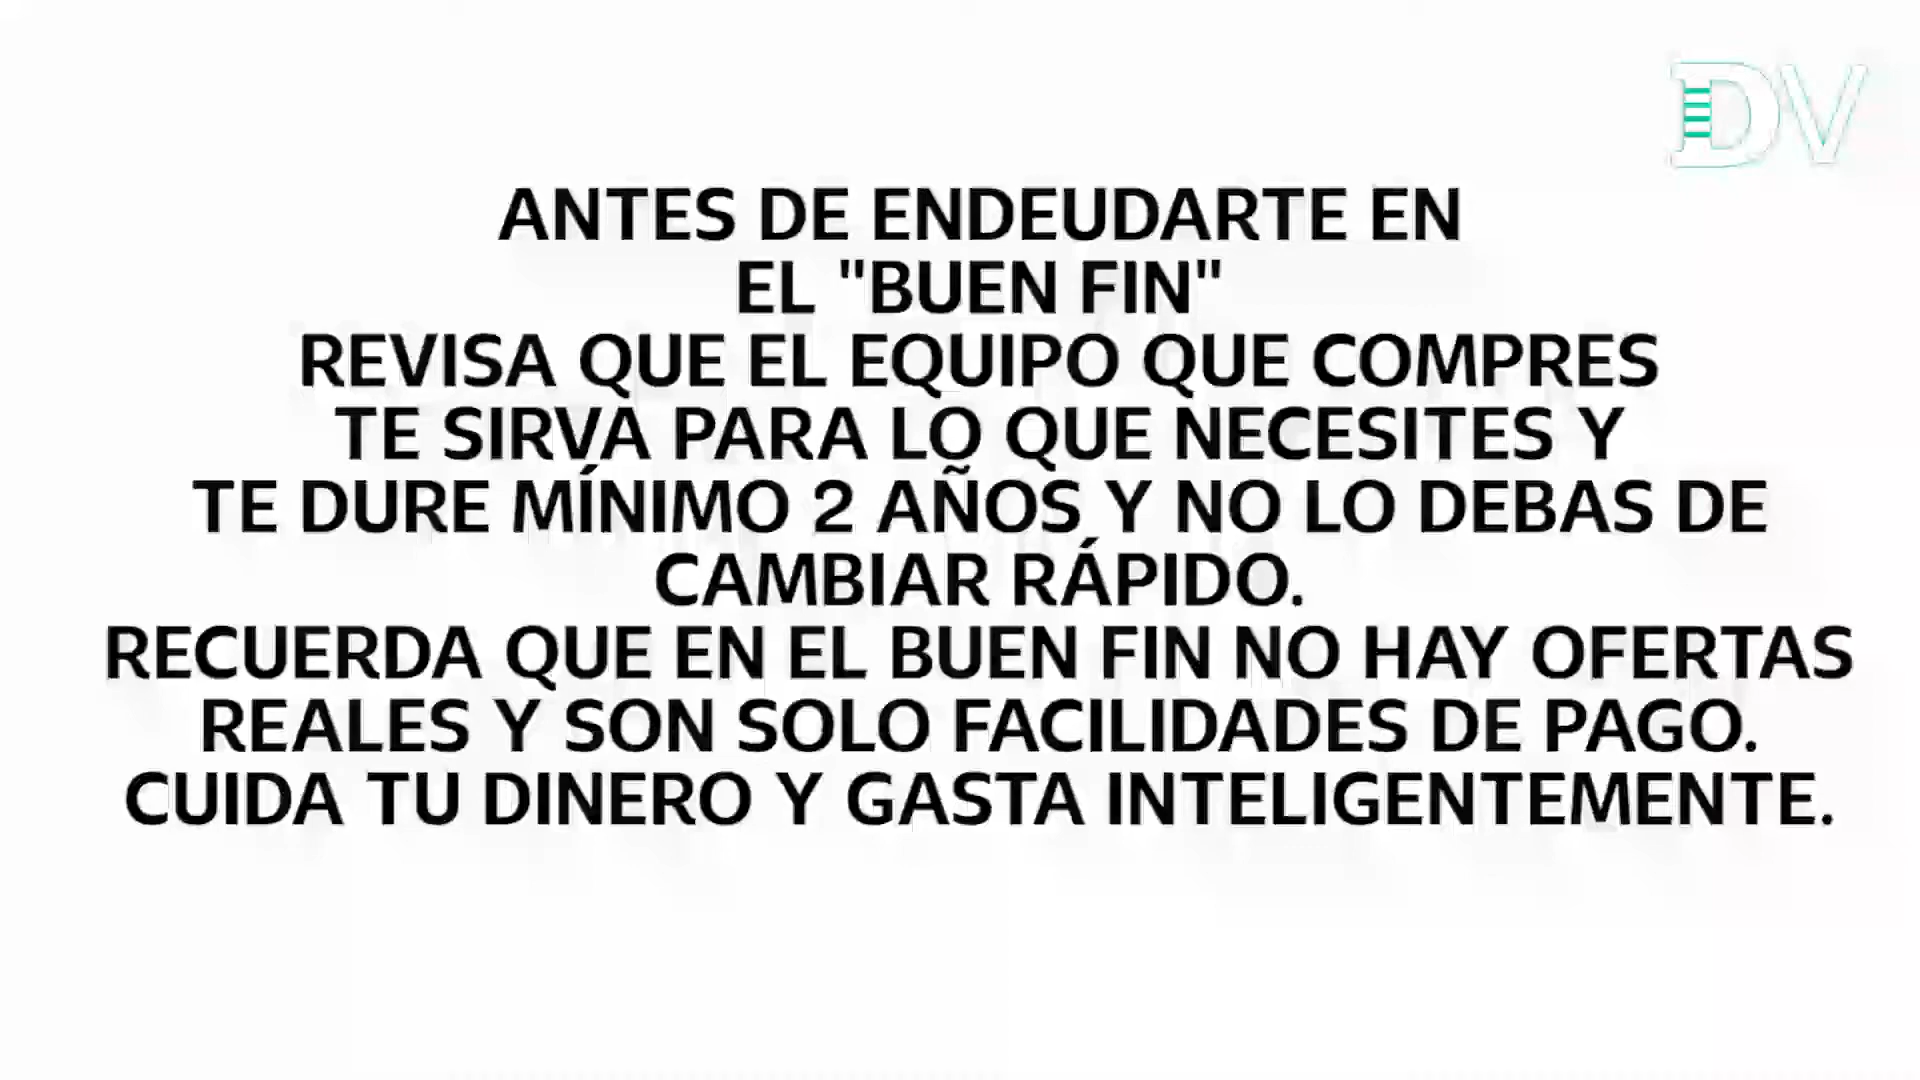 DV
ANTES DE ENDEUDARTE EN
EL "BUEN FIN"
REVISA QUE EL EQUIPO QUE COMPRES
TE SIRVA PARA LO QUE NECESITES Y
TE DURE MÍNIMO 2 AÑOS Y NO LO DEBAS DE
CAMBIAR RÁPIDO.
RECUERDA QUE EN EL BUEN FIN NO HAY OFERTAS
REALES Y SON SOLO FACILIDADES DE PAGO.
CUIDA TU DINERO Y GASTA INTELIGENTEMENTE.